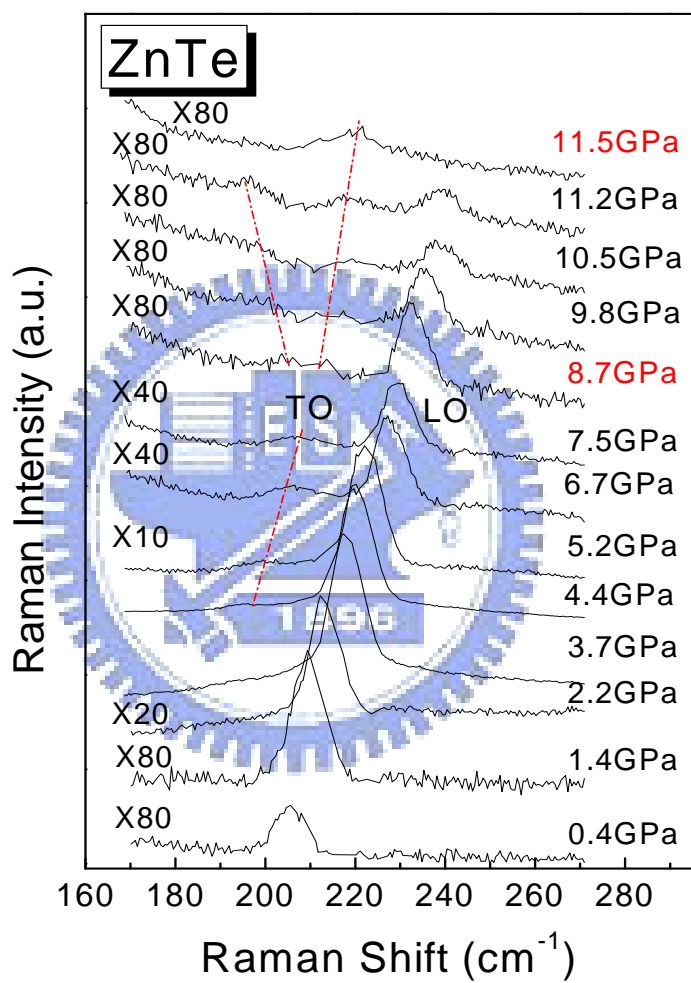 ZnTe
X80
X80
11.5GPa
X80
11.2GPa
X80
10.5GPa
X80
9.8GPa
8.7GPa
X40
TO
LO
7.5GPa
X40
6.7GPa
X10
5.2GPa
4.4GPa
1896
3.7GPa
2.2GPa
X20
X80
1.4GPa
X80
0.4GPa
160 180 200 220 240 260 280
Raman Shift (cm⁻¹)
Raman Intensity (a.u.)